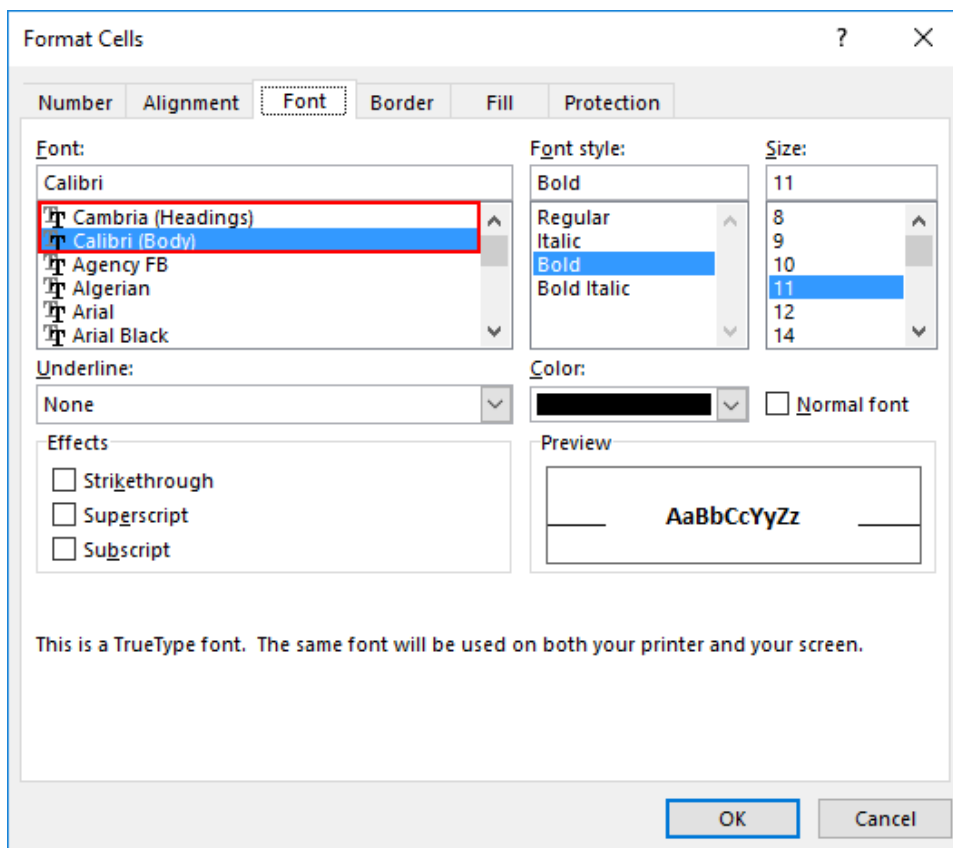 Format Cells ?
Number Alignment Font Border Fill Protection
Font: Font style: Size:
Calibri Bold 11
Cambria (Headings) Regular 8
Calibri (Body) Italic 9
Agency FB Bold 10
Algerian Bold Italic 11
Arial 12
Arial Black 14
Underline: Color:
None Normal font
Effects Preview
Strikethrough
Superscript AaBbCcYyZz
Subscript
This is a TrueType font. The same font will be used on both your printer and your screen.
OK Cancel